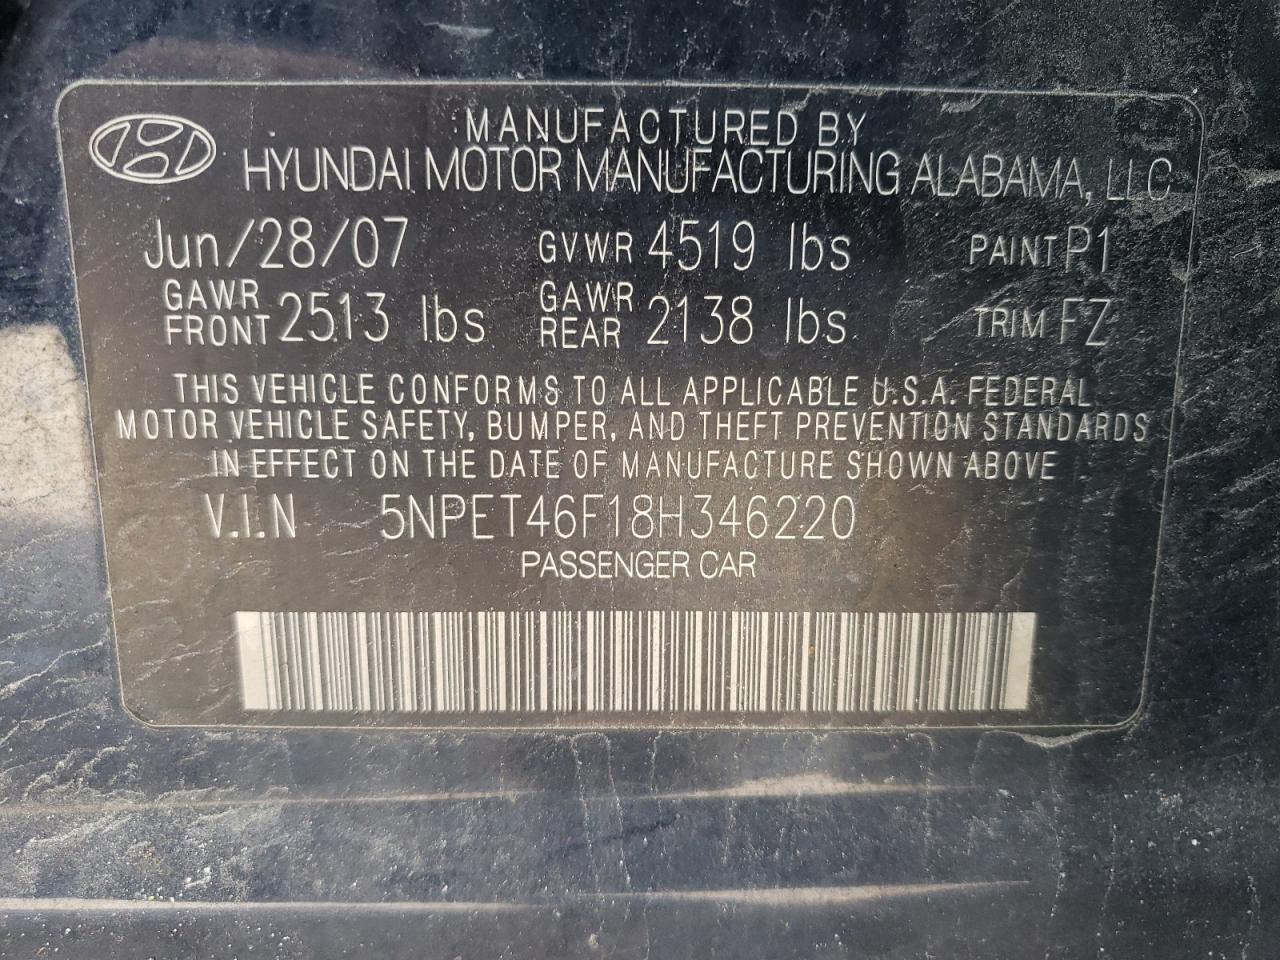 MANUFACTURED BY
HYUNDAI MOTOR MANUFACTURING ALABAMA, LLC
Jun/28/07 GVWR 4519 lbs PAINT P1
GAWR FRONT 2513 lbs GAWR REAR 2138 lbs TRIM FZ
THIS VEHICLE CONFORMS TO ALL APPLICABLE U.S.A. FEDERAL
MOTOR VEHICLE SAFETY, BUMPER, AND THEFT PREVENTION STANDARDS
IN EFFECT ON THE DATE OF MANUFACTURE SHOWN ABOVE
V.I.N 5NPET46F18H346220
PASSENGER CAR